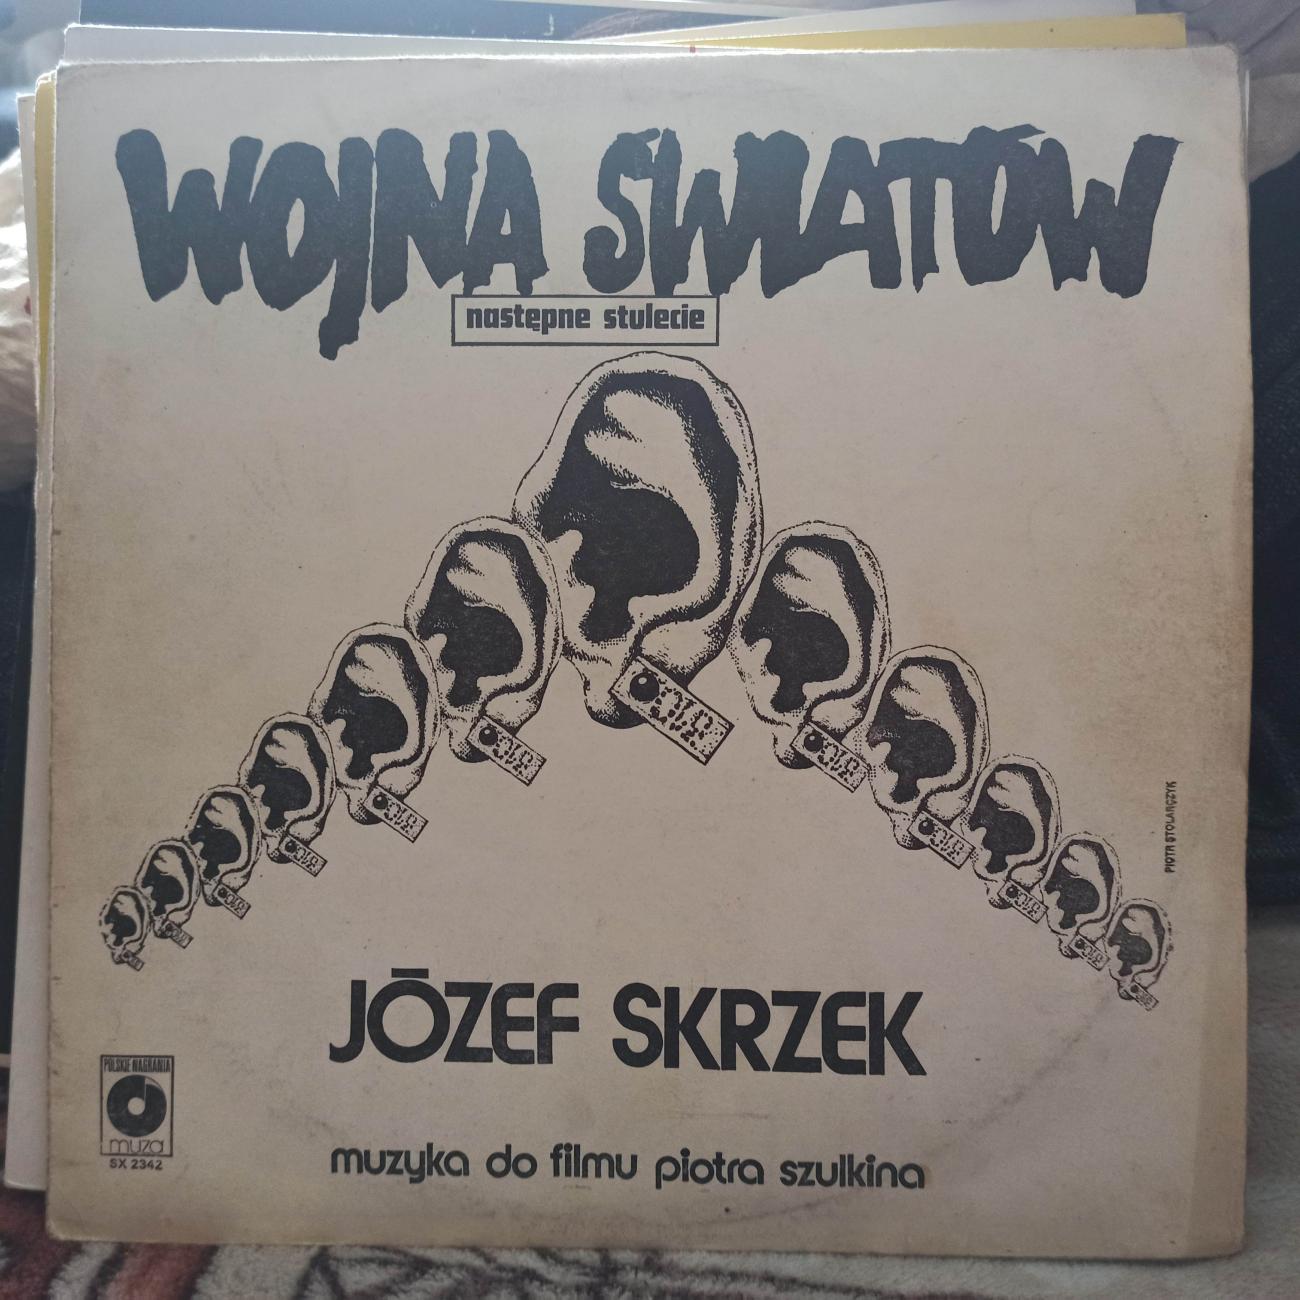 WOJNA ŚWIATÓW
następne stulecie
PIOTR STOLARCZYK
JÓZEF SKRZEK
POLSKIE NAGRANIA
muza
SX 2342
muzyka do filmu piotra szulkina